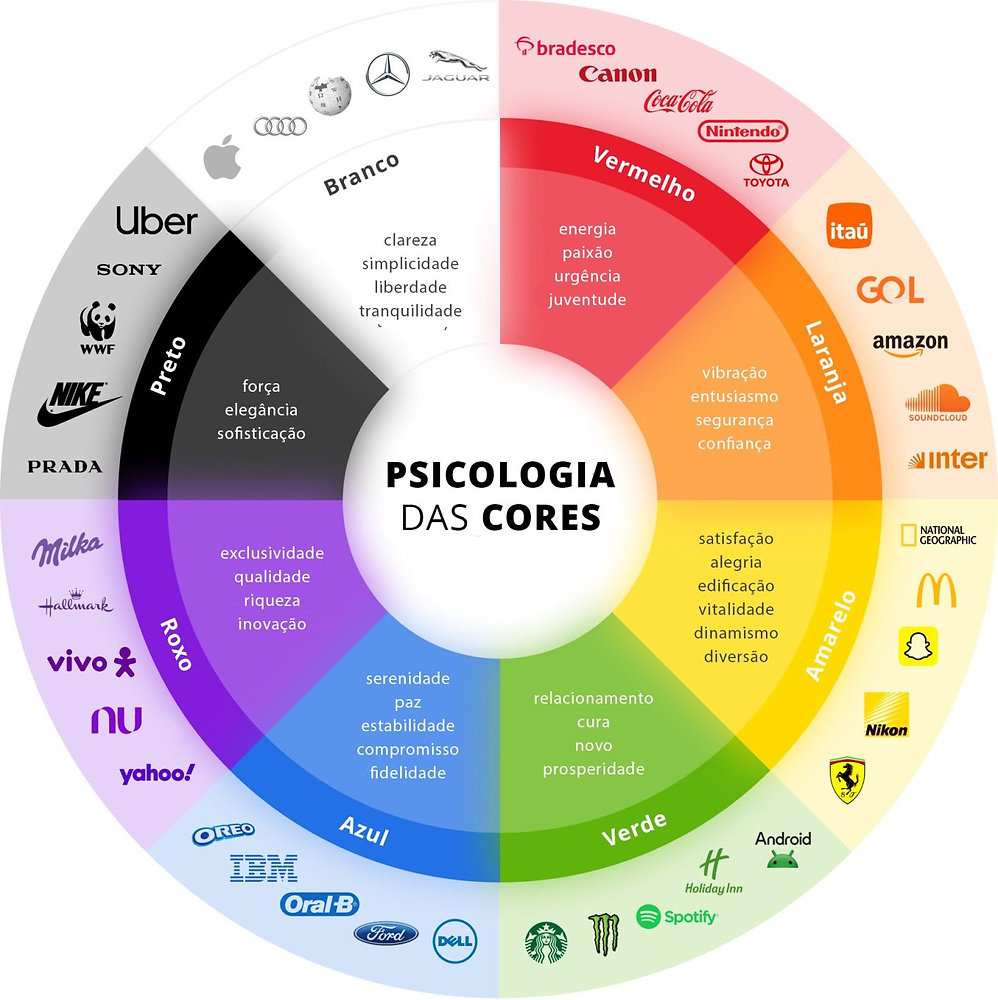 PSICOLOGIA
DAS CORES
Branco
clareza
simplicidade
liberdade
tranquilidade
JAGUAR
Vermelho
energia
paixão
urgência
juventude
bradesco
Canon
Coca-Cola
Nintendo
TOYOTA
Laranja
vibração
entusiasmo
segurança
confiança
itaú
GOL
amazon
SOUNDCLOUD
inter
Amarelo
satisfação
alegria
edificação
vitalidade
dinamismo
diversão
NATIONAL
GEOGRAPHIC
Nikon
S F
Verde
relacionamento
cura
novo
prosperidade
Android
Holiday Inn
Spotify
Azul
serenidade
paz
estabilidade
compromisso
fidelidade
OREO
IBM
Oral-B
Ford
DELL
Roxo
exclusividade
qualidade
riqueza
inovação
Milka
Hallmark
vivo
nu
yahoo!
Preto
força
elegância
sofisticação
Uber
SONY
WWF
NIKE
PRADA